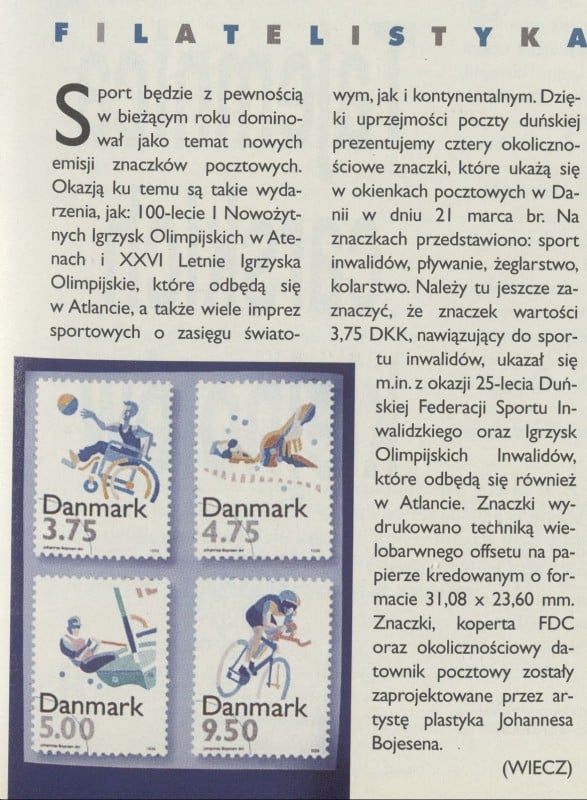 FILATELISTYKA
Sport będzie z pewnością
w bieżącym roku domino-
wał jako temat nowych
emisji znaczków pocztowych.
Okazją ku temu są takie wyda-
rzenia, jak: 100-lecie I Nowożyt-
nych Igrzysk Olimpijskich w Ate-
nach i XXVI Letnie Igrzyska
Olimpijskie, które odbędą się
w Atlancie, a także wiele imprez
sportowych o zasięgu świato-
wym, jak i kontynentalnym. Dzię-
ki uprzejmości poczty duńskiej
prezentujemy cztery okoliczno-
ściowe znaczki, które ukażą się
w okienkach pocztowych w Da-
nii w dniu 21 marca br. Na
znaczkach przedstawiono: sport
inwalidów, pływanie, żeglarstwo,
kolarstwo. Należy tu jeszcze za-
znaczyć, że znaczek wartości
3,75 DKK, nawiązujący do spor-
tu inwalidów, ukazał się
m.in. z okazji 25-lecia Duń-
skiej Federacji Sportu In-
walidzkiego oraz Igrzysk
Olimpijskich Inwalidów,
które odbędą się również
w Atlancie. Znaczki wy-
drukowano techniką wie-
lobarwnego offsetu na pa-
pierze kredowanym o for-
macie 31,08 x 23,60 mm.
Znaczki, koperta FDC
oraz okolicznościowy da-
townik pocztowy zostały
zaprojektowane przez ar-
tystę plastyka Johannesa
Bojesena.
(WIECZ)
Danmark
3.75
Danmark
4.75
Danmark
5.00
Danmark
9.50